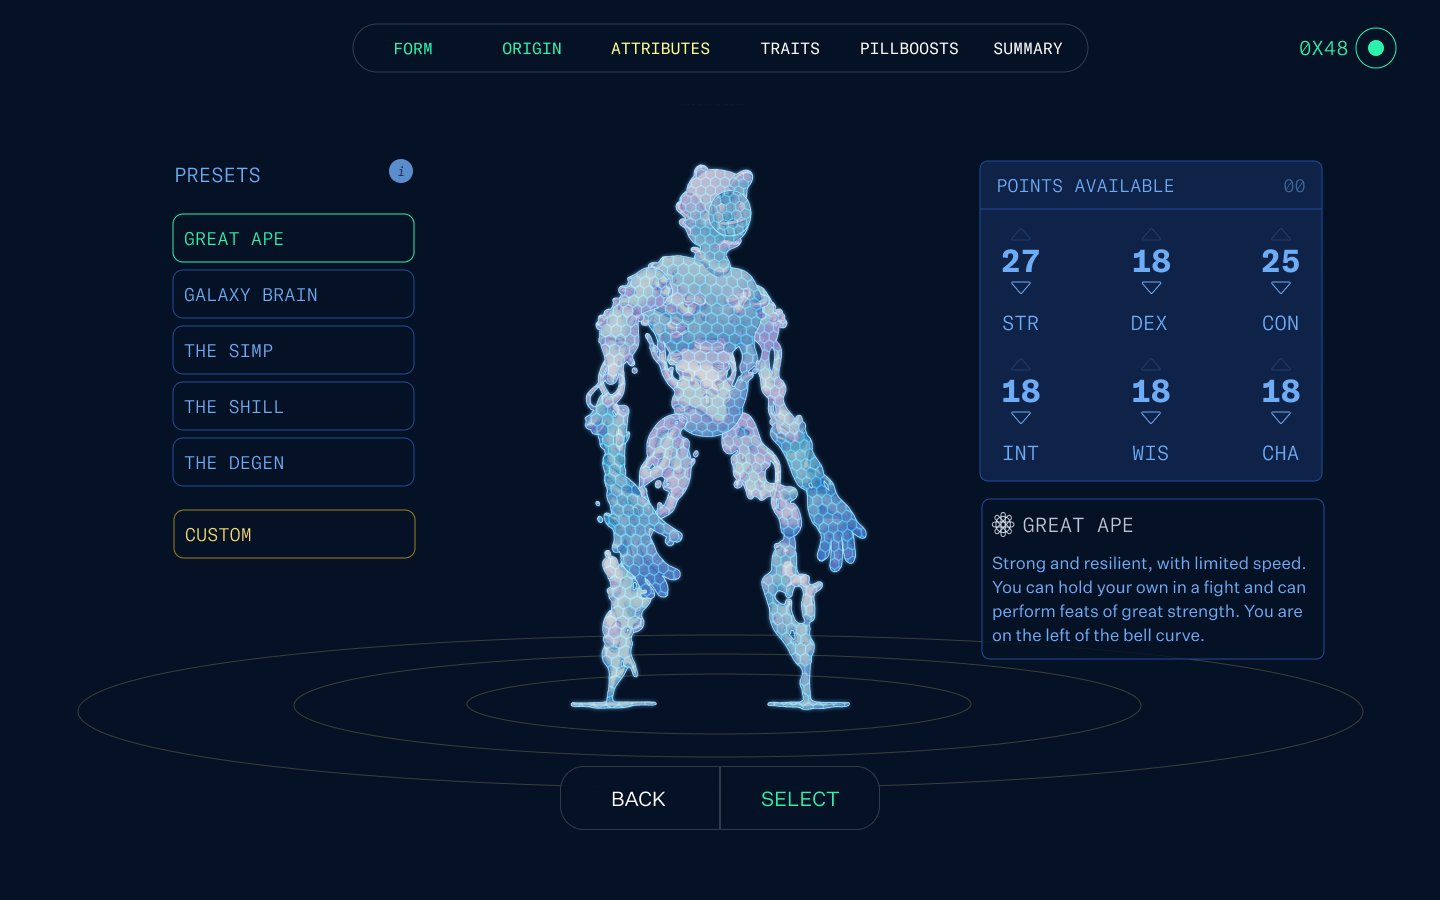 FORM ORIGIN ATTRIBUTES TRAITS PILLBOOSTS SUMMARY
0X48
PRESETS i
GREAT APE
GALAXY BRAIN
THE SIMP
THE SHILL
THE DEGEN
CUSTOM
POINTS AVAILABLE 00
27 18 25
STR DEX CON
18 18 18
INT WIS CHA
GREAT APE
Strong and resilient, with limited speed.
You can hold your own in a fight and can
perform feats of great strength. You are
on the left of the bell curve.
BACK SELECT